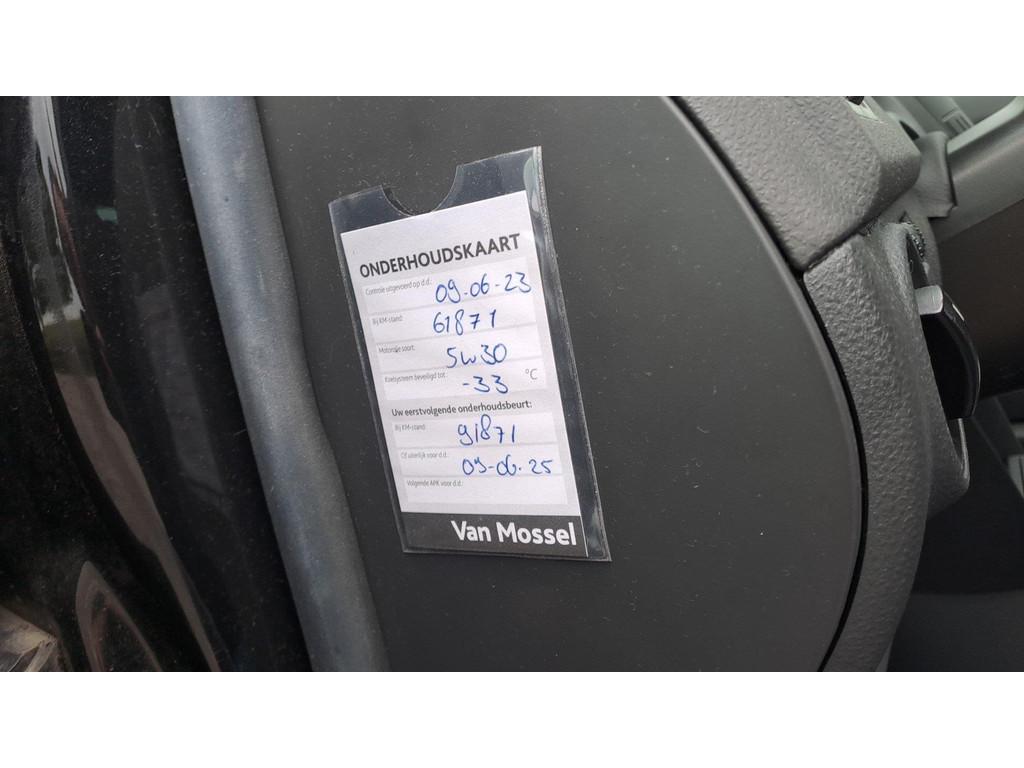 ONDERHOUDSKAART
Controle uitgevoerd op d.d.: 09-06-23
Bij KM-stand: 61871
Motorolie soort: 5W30
Koelsysteem beveiligd tot: -33 °C
Uw eerstvolgende onderhoudsbeurt:
Bij KM-stand: 91871
Of uiterlijk voor d.d.: 09-06-25
Volgende APK voor d.d.:
Van Mossel